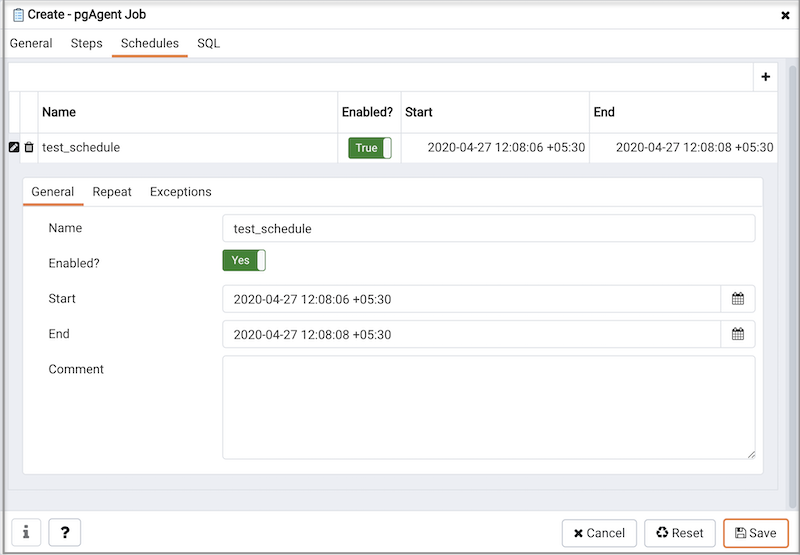 Create - pgAgent Job
General Steps Schedules SQL
Name Enabled? Start End
test_schedule True 2020-04-27 12:08:06 +05:30 2020-04-27 12:08:08 +05:30
General Repeat Exceptions
Name test_schedule
Enabled? Yes
Start 2020-04-27 12:08:06 +05:30
End 2020-04-27 12:08:08 +05:30
Comment
i ? Cancel Reset Save